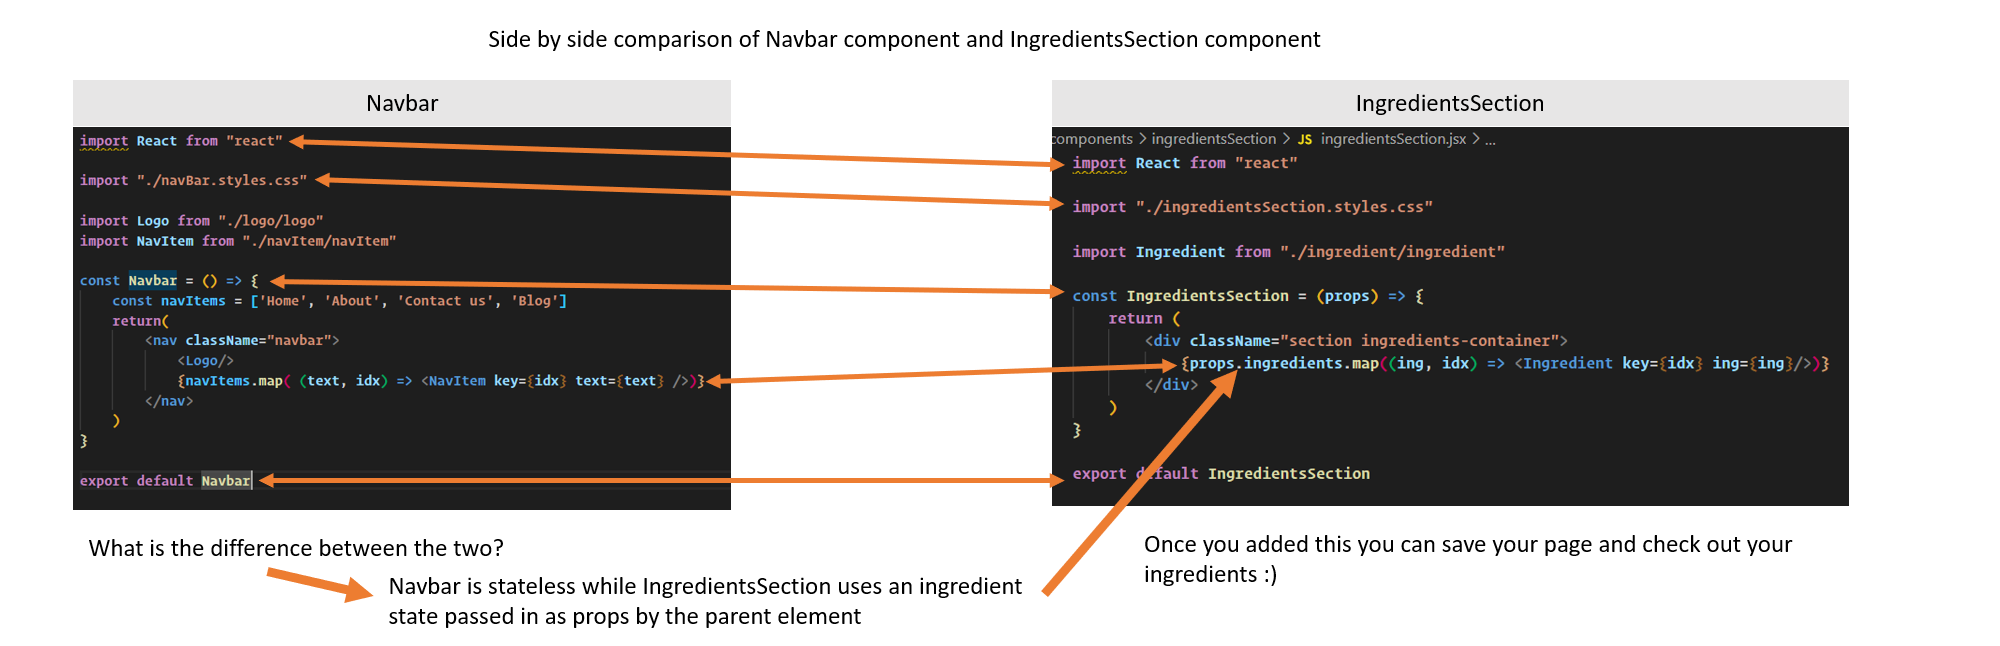 Side by side comparison of Navbar component and IngredientsSection component
Navbar
import React from "react"
import "./navBar.styles.css"
import Logo from "./logo/logo"
import NavItem from "./navItem/navItem"
const Navbar = () => {
const navItems = ['Home', 'About', 'Contact us', 'Blog']
return(
<nav className="navbar">
<Logo/>
{navItems.map( (text, idx) => <NavItem key={idx} text={text} />)}
</nav>
)
}
export default Navbar
IngredientsSection
components > ingredientsSection > JS ingredientsSection.jsx > ...
import React from "react"
import "./ingredientsSection.styles.css"
import Ingredient from "./ingredient/ingredient"
const IngredientsSection = (props) => {
return (
<div className="section ingredients-container">
{props.ingredients.map((ing, idx) => <Ingredient key={idx} ing={ing}/>)}
</div>
)
}
export default IngredientsSection
What is the difference between the two?
Navbar is stateless while IngredientsSection uses an ingredient
state passed in as props by the parent element
Once you added this you can save your page and check out your
ingredients :)